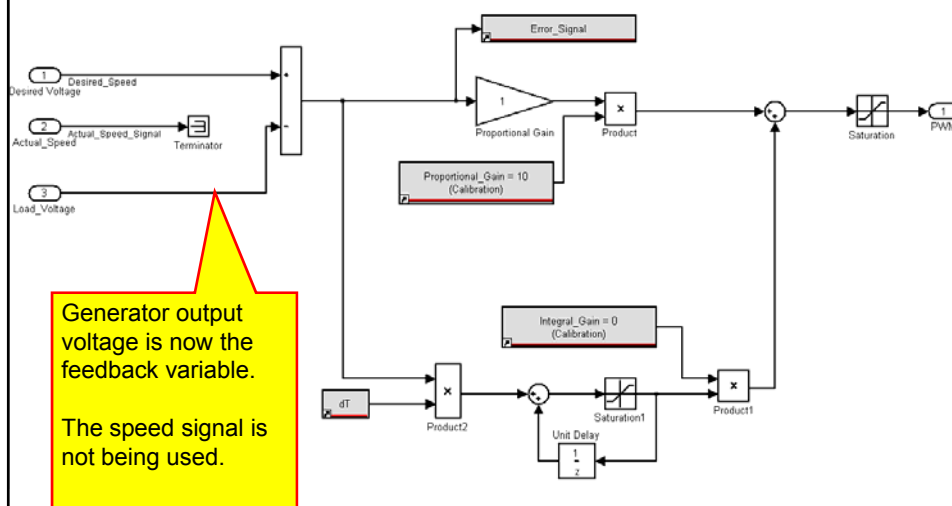 Error_Signal
1
Desired_Speed
Desired Voltage
+
1
Proportional Gain
×
Product
+
+
Saturation
1
PWM
2
Actual_Speed_Signal
Actual_Speed
Terminator
−
Proportional_Gain = 10
(Calibration)
3
Load_Voltage
Generator output
voltage is now the
feedback variable.
The speed signal is
not being used.
Integral_Gain = 0
(Calibration)
dT
×
Product2
+
+
Saturation1
×
Product1
Unit Delay
1
z